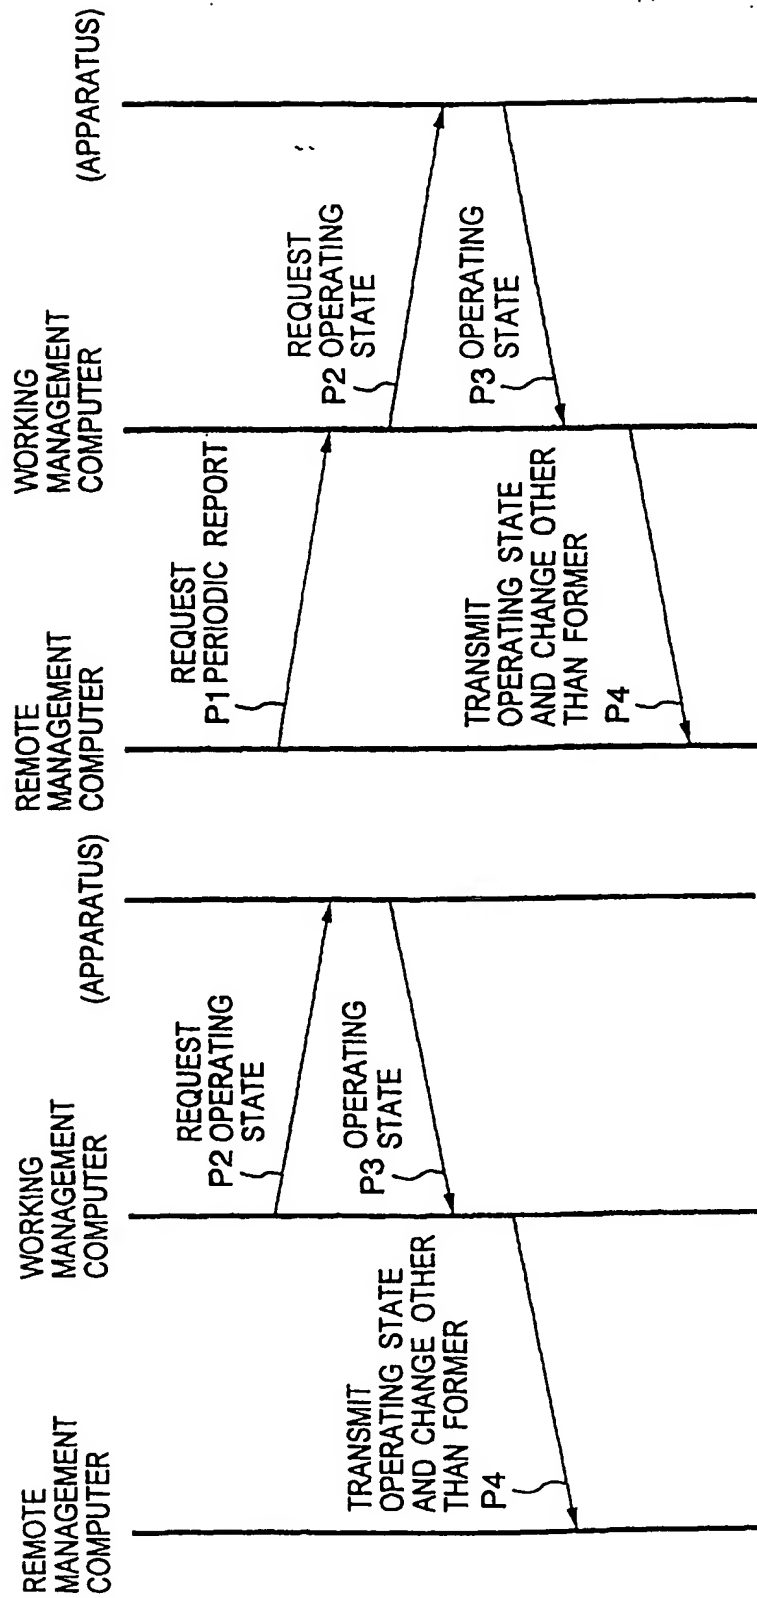 REMOTE
MANAGEMENT
COMPUTER
WORKING
MANAGEMENT
COMPUTER
(APPARATUS)
REQUEST
P2 OPERATING
STATE
P3 OPERATING
STATE
TRANSMIT
OPERATING STATE
AND CHANGE OTHER
THAN FORMER
P4
REMOTE
MANAGEMENT
COMPUTER
WORKING
MANAGEMENT
COMPUTER
(APPARATUS)
REQUEST
P1 PERIODIC REPORT
REQUEST
P2 OPERATING
STATE
P3 OPERATING
STATE
TRANSMIT
OPERATING STATE
AND CHANGE OTHER
THAN FORMER
P4